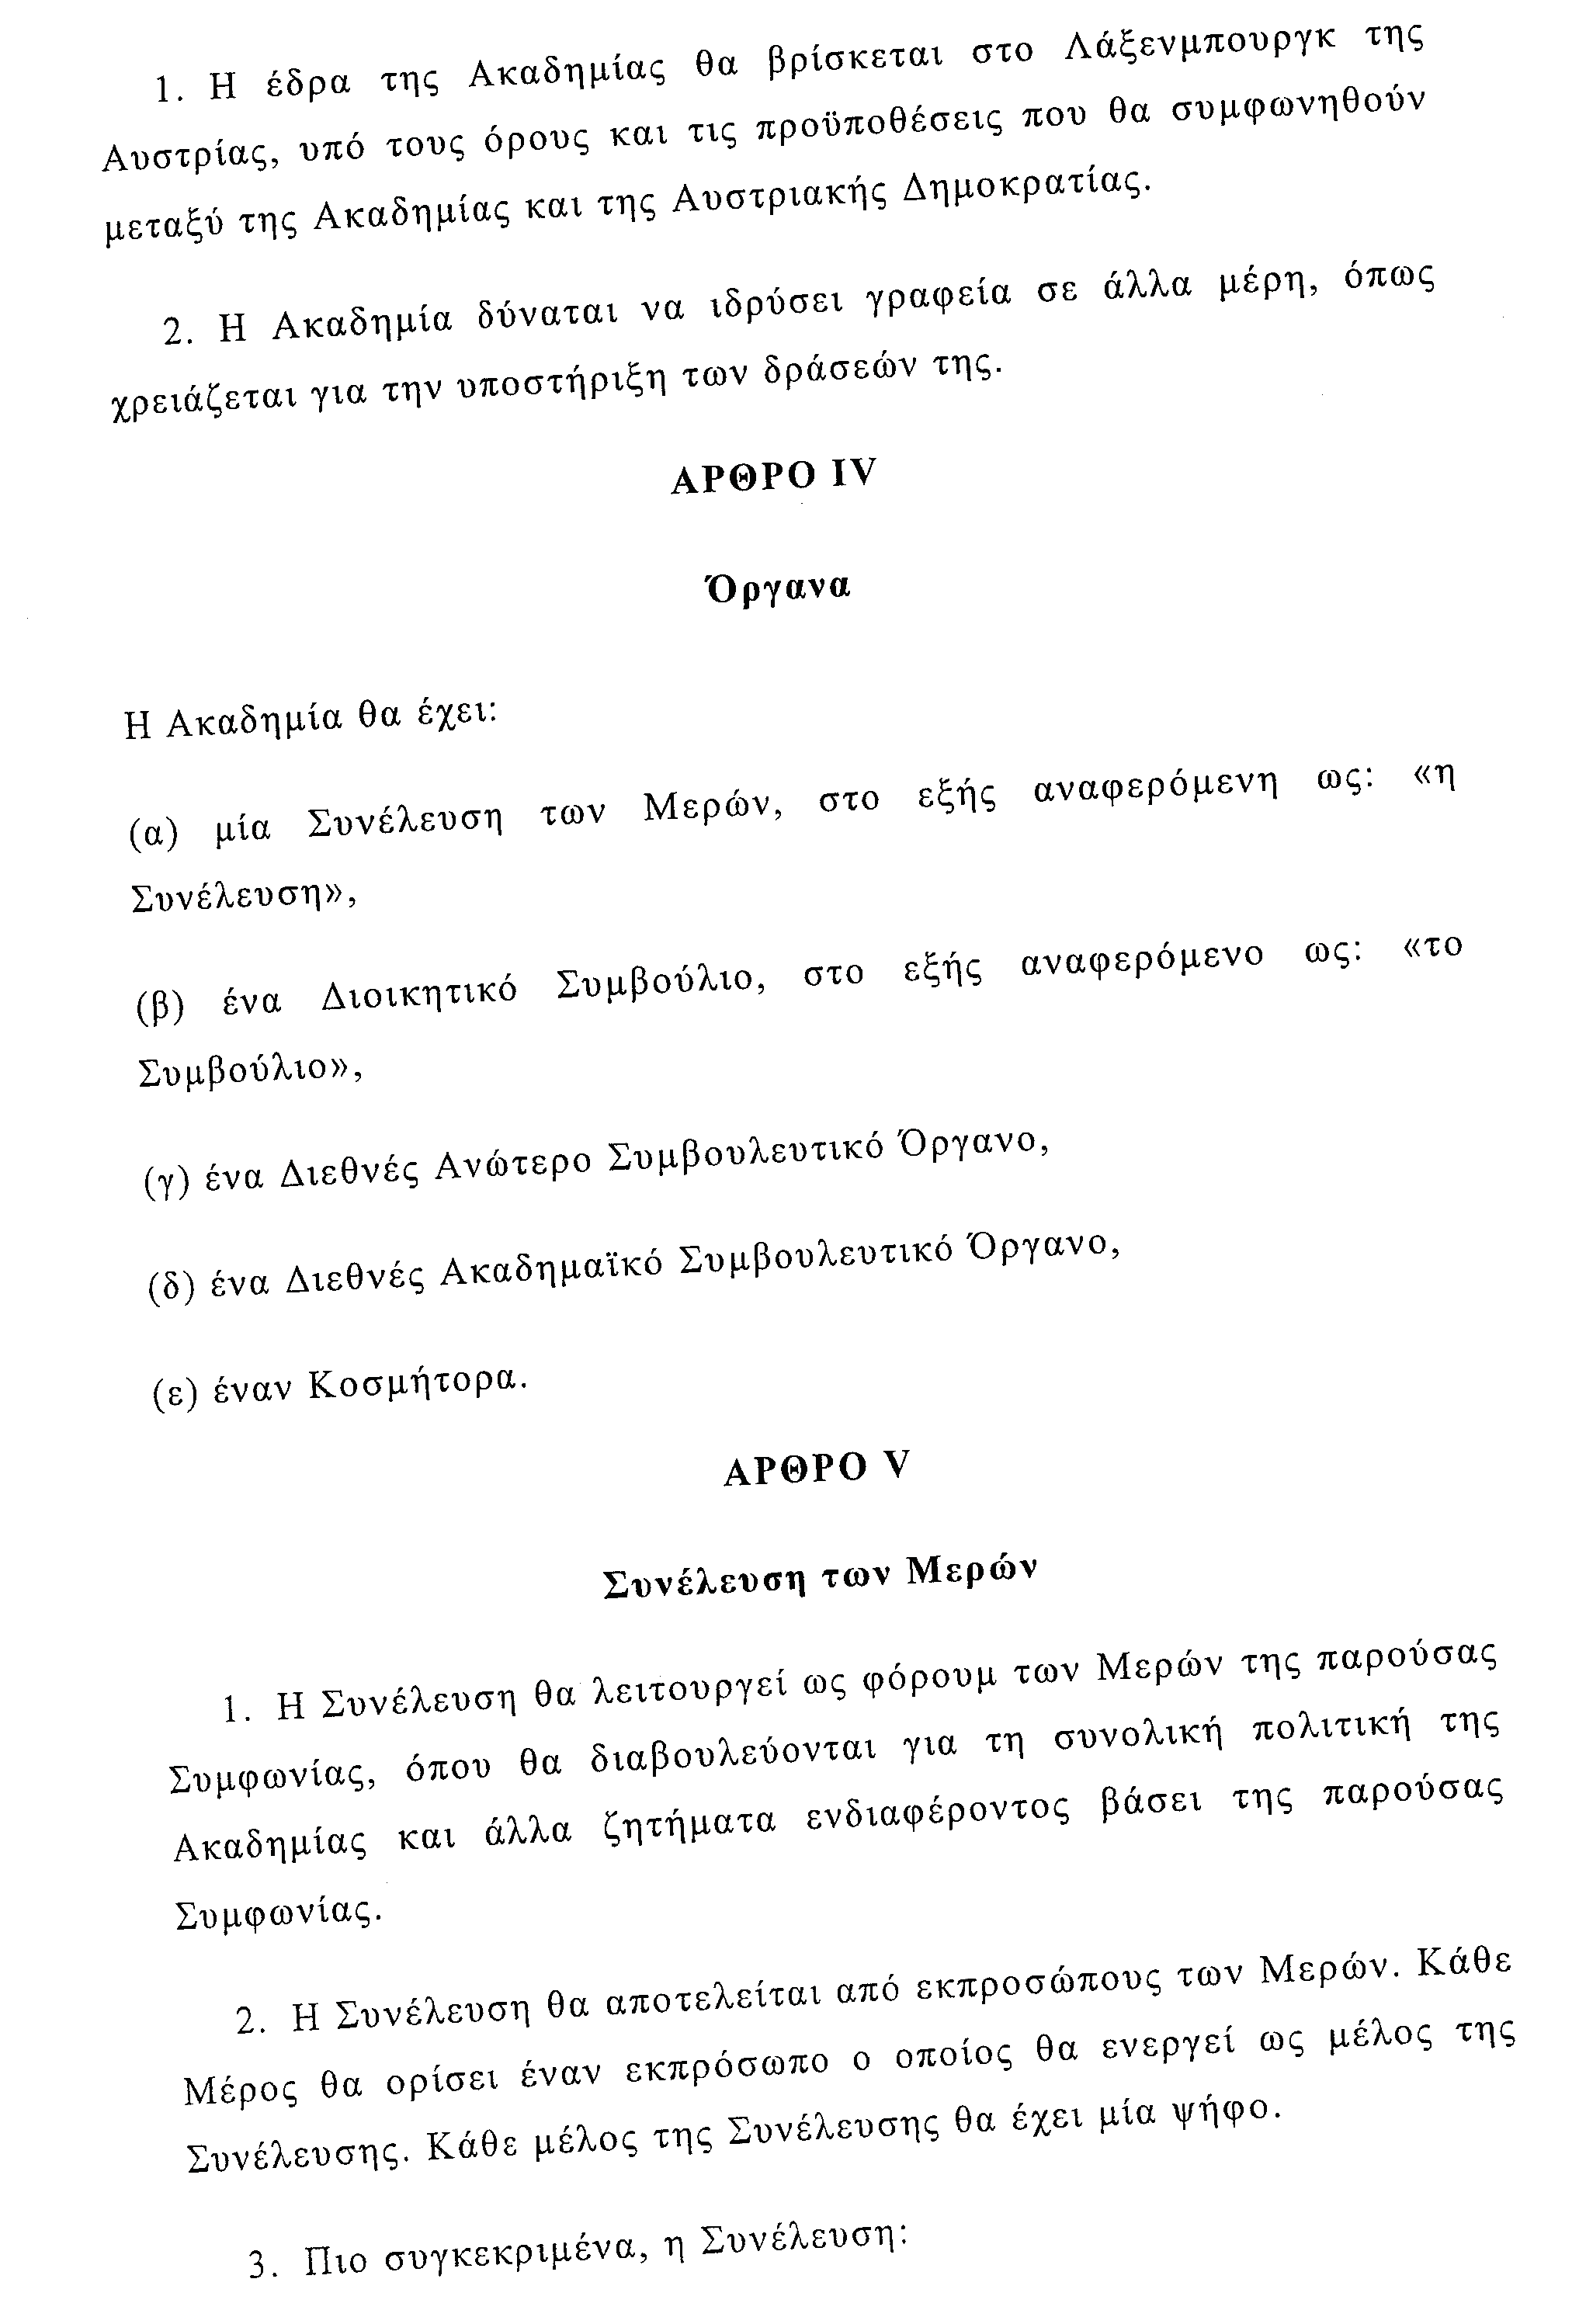 1. Η έδρα της Ακαδημίας θα βρίσκεται στο Λάξενμπουργκ της
Αυστρίας, υπό τους όρους και τις προϋποθέσεις που θα συμφωνηθούν
μεταξύ της Ακαδημίας και της Αυστριακής Δημοκρατίας.
2. Η Ακαδημία δύναται να ιδρύσει γραφεία σε άλλα μέρη, όπως
χρειάζεται για την υποστήριξη των δράσεών της.
ΑΡΘΡΟ IV
Όργανα
Η Ακαδημία θα έχει:
(α) μία Συνέλευση των Μερών, στο εξής αναφερόμενη ως: «η
Συνέλευση»,
(β) ένα Διοικητικό Συμβούλιο, στο εξής αναφερόμενο ως: «το
Συμβούλιο»,
(γ) ένα Διεθνές Ανώτερο Συμβουλευτικό Όργανο,
(δ) ένα Διεθνές Ακαδημαϊκό Συμβουλευτικό Όργανο,
(ε) έναν Κοσμήτορα.
ΑΡΘΡΟ V
Συνέλευση των Μερών
1. Η Συνέλευση θα λειτουργεί ως φόρουμ των Μερών της παρούσας
Συμφωνίας, όπου θα διαβουλεύονται για τη συνολική πολιτική της
Ακαδημίας και άλλα ζητήματα ενδιαφέροντος βάσει της παρούσας
Συμφωνίας.
2. Η Συνέλευση θα αποτελείται από εκπροσώπους των Μερών. Κάθε
Μέρος θα ορίσει έναν εκπρόσωπο ο οποίος θα ενεργεί ως μέλος της
Συνέλευσης. Κάθε μέλος της Συνέλευσης θα έχει μία ψήφο.
3. Πιο συγκεκριμένα, η Συνέλευση: